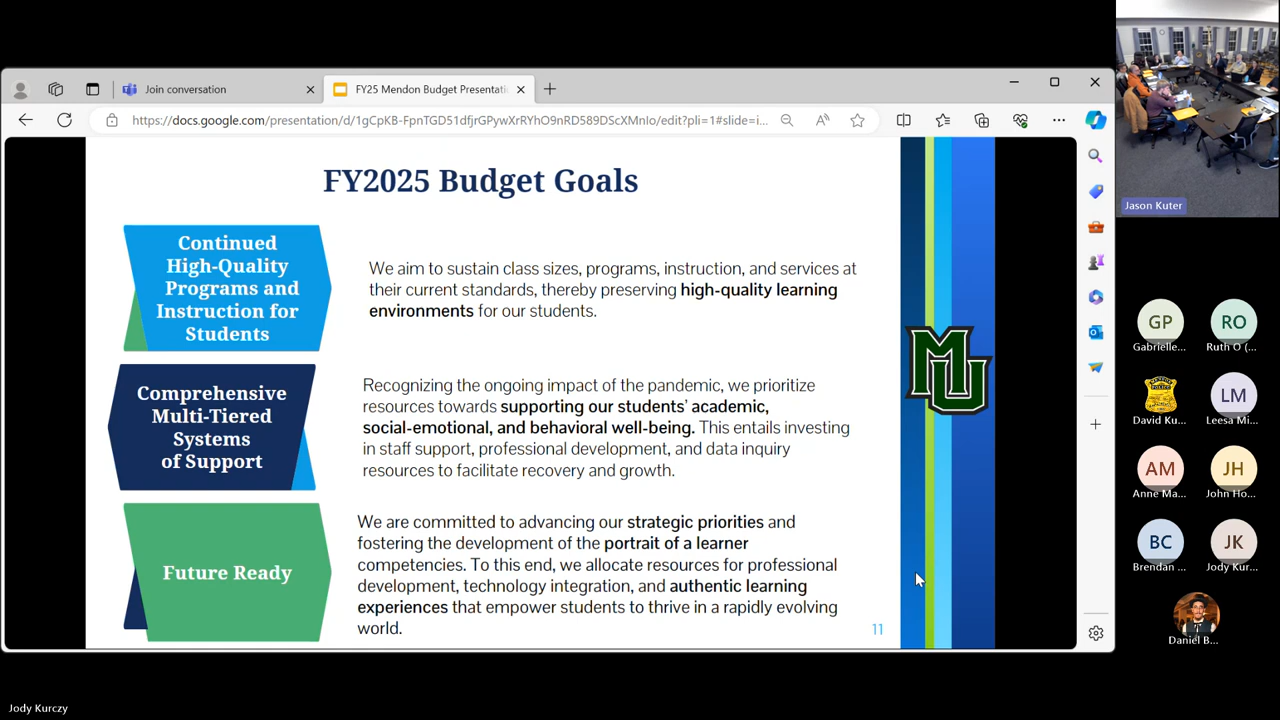 Join conversation
FY25 Mendon Budget Presentati
https://docs.google.com/presentation/d/1gCpKB-FpnTGD51dfjrGPywXrRYhO9nRD589DScXMnIo/edit?pli=1#slide=i...
FY2025 Budget Goals
Continued
High-Quality
Programs and
Instruction for
Students
We aim to sustain class sizes, programs, instruction, and services at
their current standards, thereby preserving high-quality learning
environments for our students.
Comprehensive
Multi-Tiered
Systems
of Support
Recognizing the ongoing impact of the pandemic, we prioritize
resources towards supporting our students' academic,
social-emotional, and behavioral well-being. This entails investing
in staff support, professional development, and data inquiry
resources to facilitate recovery and growth.
Future Ready
We are committed to advancing our strategic priorities and
fostering the development of the portrait of a learner
competencies. To this end, we allocate resources for professional
development, technology integration, and authentic learning
experiences that empower students to thrive in a rapidly evolving
world.
11
MU
Jason Kuter
GP
Gabrielle...
RO
Ruth O (...
David Ku...
LM
Leesa Mi...
AM
Anne Ma...
JH
John Ho...
BC
Brendan ...
JK
Jody Kur...
Daniel B...
Jody Kurczy